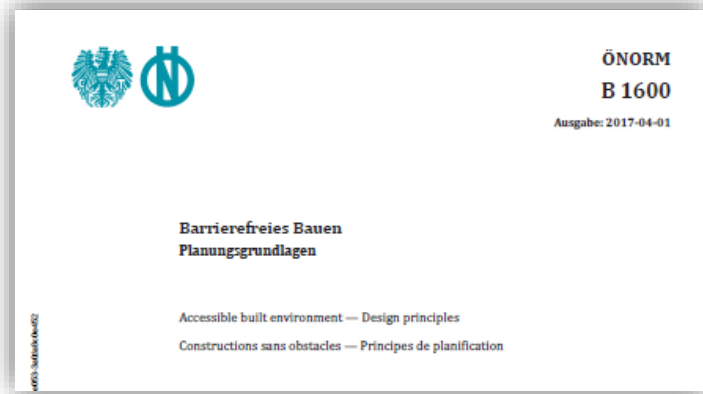 ÖNORM
B 1600
Ausgabe: 2017-04-01
Barrierefreies Bauen
Planungsgrundlagen
Accessible built environment — Design principles
Constructions sans obstacles — Principes de planification